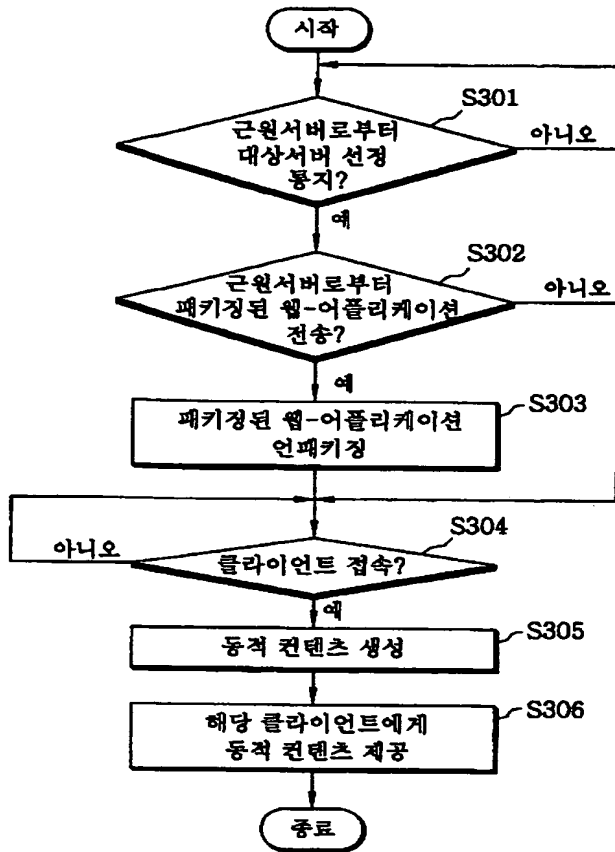 시작
S301
근원서버로부터
대상서버 선정
통지?
아니오
예
S302
근원서버로부터
패키징된 웹-어플리케이션
전송?
아니오
예
S303
패키징된 웹-어플리케이션
언패키징
S304
아니오
클라이언트 접속?
예
S305
동적 컨텐츠 생성
S306
해당 클라이언트에게
동적 컨텐츠 제공
종료